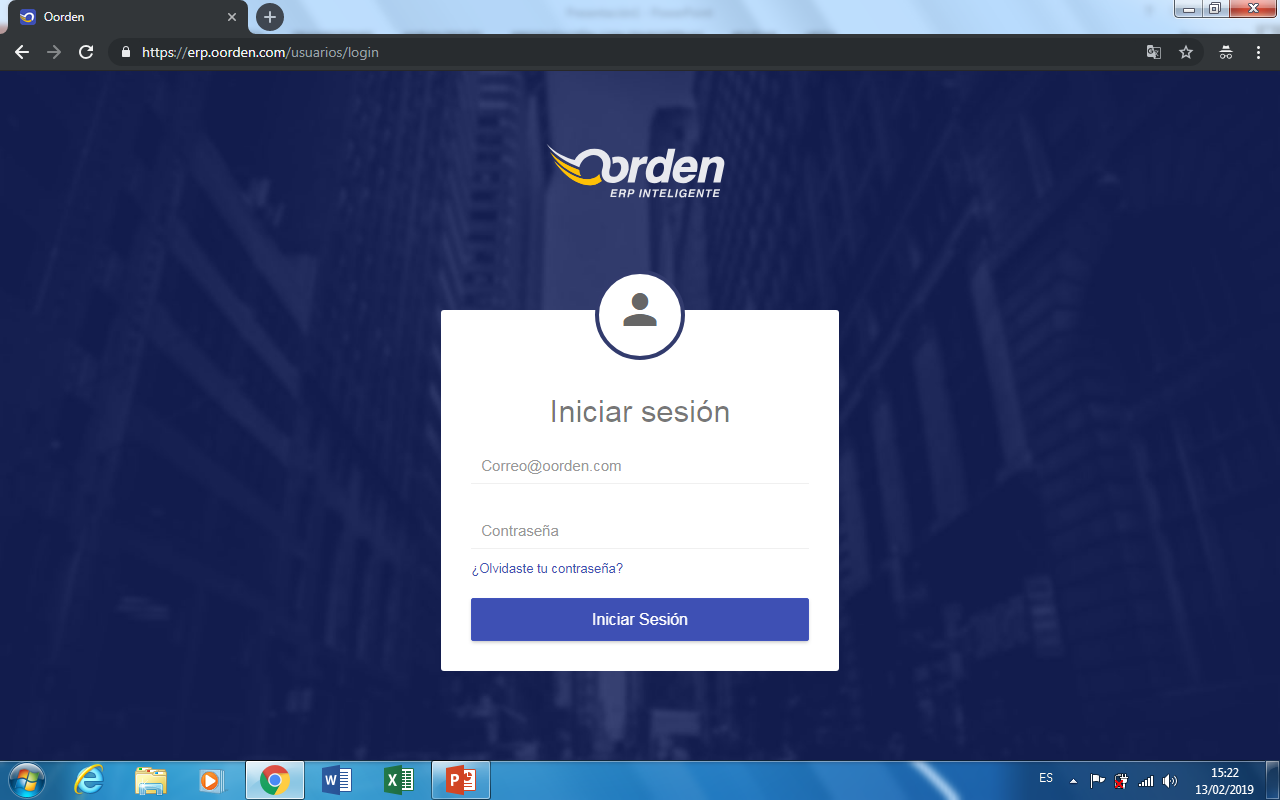 Oorden
https://erp.oorden.com/usuarios/login
Oorden
ERP INTELIGENTE
Iniciar sesión
Correo@oorden.com
Contraseña
¿Olvidaste tu contraseña?
Iniciar Sesión
ES
15:22
13/02/2019